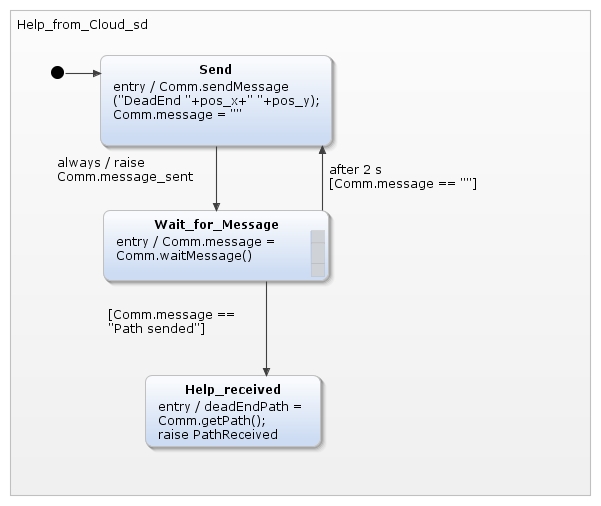 Help_from_Cloud_sd
Send
entry / Comm.sendMessage
("DeadEnd "+pos_x+" "+pos_y);
Comm.message = ""
always / raise
Comm.message_sent
after 2 s
[Comm.message == ""]
Wait_for_Message
entry / Comm.message =
Comm.waitMessage()
[Comm.message ==
"Path sended"]
Help_received
entry / deadEndPath =
Comm.getPath();
raise PathReceived